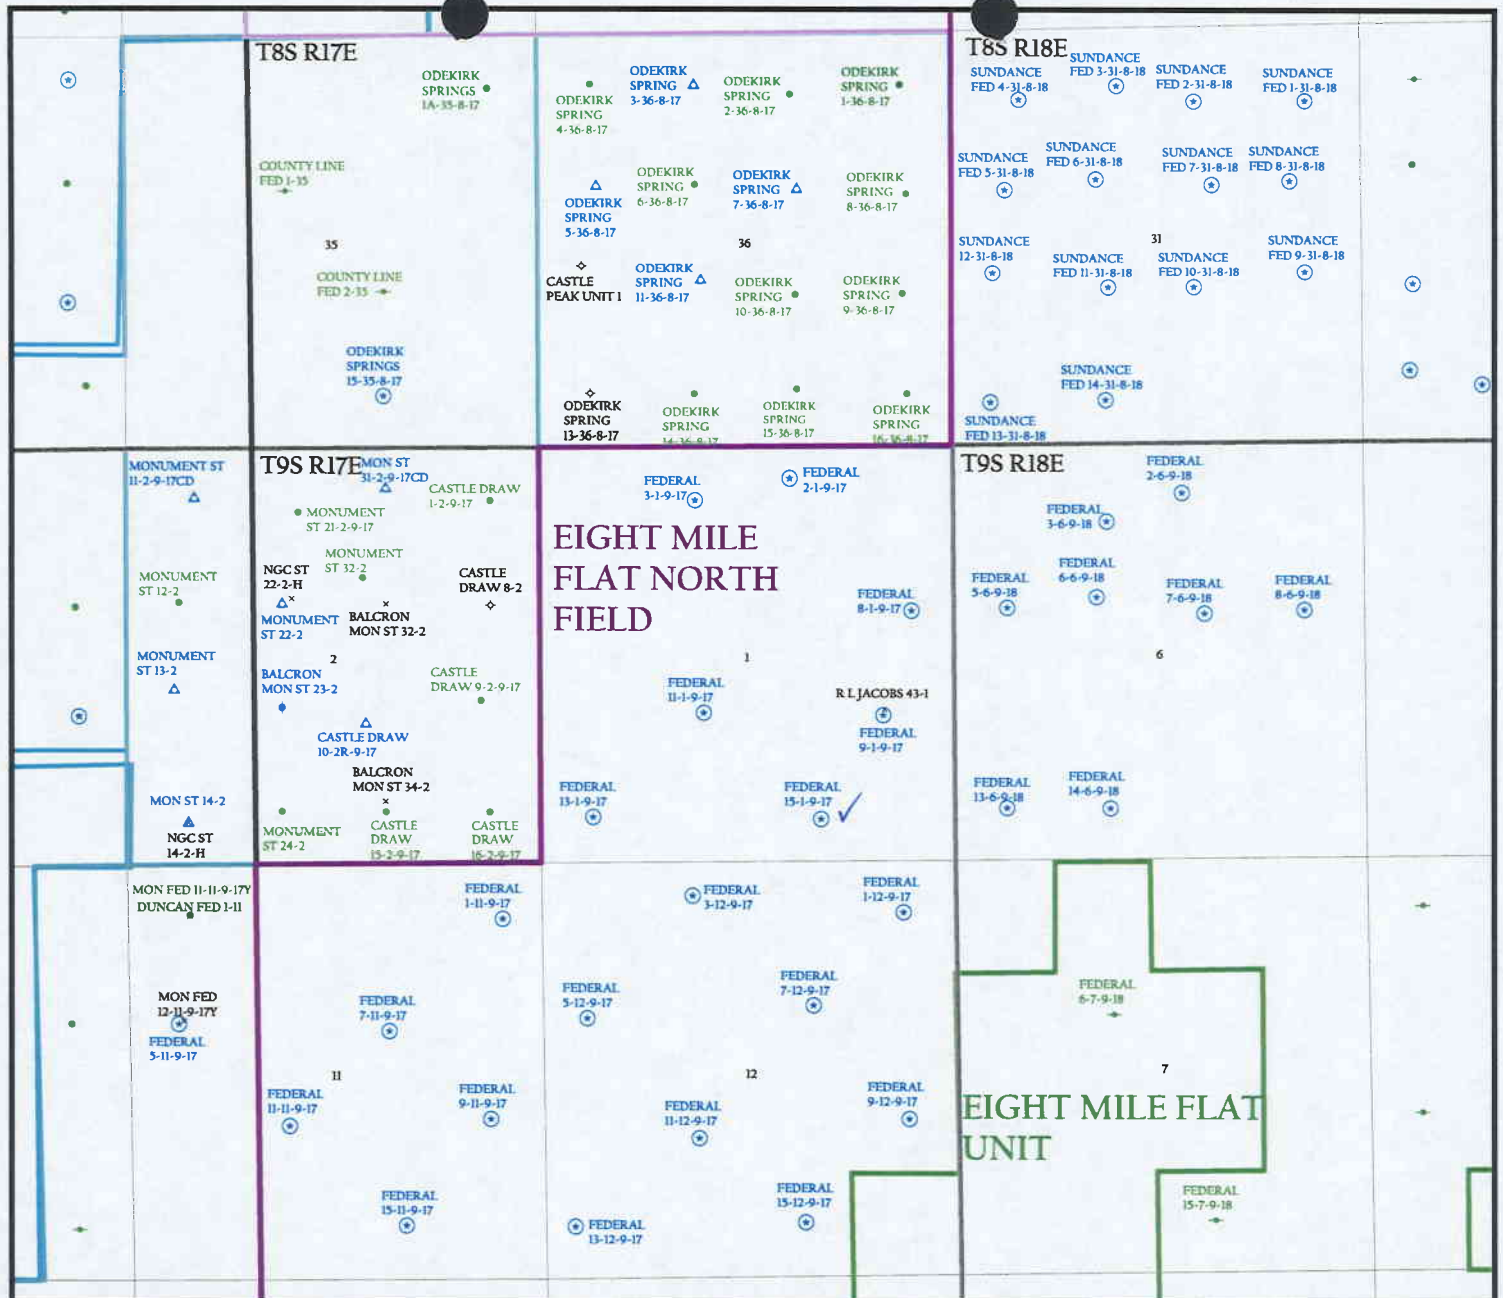 T8S R17E
T8S R18E
ODEKIRK
SPRINGS
1A-35-8-17
ODEKIRK
SPRING
4-36-8-17
ODEKIRK
SPRING
3-36-8-17
ODEKIRK
SPRING
2-36-8-17
ODEKIRK
SPRING
1-36-8-17
SUNDANCE
FED 4-31-8-18
SUNDANCE
FED 3-31-8-18
SUNDANCE
FED 2-31-8-18
SUNDANCE
FED 1-31-8-18
COUNTY LINE
FED 1-35
ODEKIRK
SPRING
5-36-8-17
ODEKIRK
SPRING
6-36-8-17
ODEKIRK
SPRING
7-36-8-17
ODEKIRK
SPRING
8-36-8-17
SUNDANCE
FED 5-31-8-18
SUNDANCE
FED 6-31-8-18
SUNDANCE
FED 7-31-8-18
SUNDANCE
FED 8-31-8-18
35
36
31
COUNTY LINE
FED 2-35
CASTLE
PEAK UNIT 1
ODEKIRK
SPRING
11-36-8-17
ODEKIRK
SPRING
10-36-8-17
ODEKIRK
SPRING
9-36-8-17
SUNDANCE
12-31-8-18
SUNDANCE
FED 11-31-8-18
SUNDANCE
FED 10-31-8-18
SUNDANCE
FED 9-31-8-18
ODEKIRK
SPRINGS
15-35-8-17
ODEKIRK
SPRING
13-36-8-17
ODEKIRK
SPRING
14-36-8-17
ODEKIRK
SPRING
15-36-8-17
ODEKIRK
SPRING
16-36-8-17
SUNDANCE
FED 13-31-8-18
SUNDANCE
FED 14-31-8-18
MONUMENT ST
11-2-9-17CD
T9S R17E
MON ST
31-2-9-17CD
CASTLE DRAW
1-2-9-17
MONUMENT
ST 21-2-9-17
MONUMENT
ST 32-2
MONUMENT
ST 12-2
NGC ST
22-2-H
MONUMENT
ST 22-2
BALCRON
MON ST 32-2
CASTLE
DRAW 8-2
MONUMENT
ST 13-2
2
BALCRON
MON ST 23-2
CASTLE
DRAW 9-2-9-17
CASTLE DRAW
10-2R-9-17
BALCRON
MON ST 34-2
MON ST 14-2
NGC ST
14-2-H
MONUMENT
ST 24-2
CASTLE
DRAW
15-2-9-17
CASTLE
DRAW
16-2-9-17
FEDERAL
3-1-9-17
FEDERAL
2-1-9-17
EIGHT MILE
FLAT NORTH
FIELD
FEDERAL
8-1-9-17
1
FEDERAL
11-1-9-17
R L JACOBS 43-1
FEDERAL
9-1-9-17
FEDERAL
13-1-9-17
FEDERAL
15-1-9-17
T9S R18E
FEDERAL
2-6-9-18
FEDERAL
3-6-9-18
FEDERAL
5-6-9-18
FEDERAL
6-6-9-18
FEDERAL
7-6-9-18
FEDERAL
8-6-9-18
6
FEDERAL
13-6-9-18
FEDERAL
14-6-9-18
MON FED 11-11-9-17Y
DUNCAN FED 1-11
MON FED
12-11-9-17Y
FEDERAL
5-11-9-17
FEDERAL
1-11-9-17
FEDERAL
7-11-9-17
11
FEDERAL
11-11-9-17
FEDERAL
9-11-9-17
FEDERAL
15-11-9-17
FEDERAL
3-12-9-17
FEDERAL
1-12-9-17
FEDERAL
5-12-9-17
FEDERAL
7-12-9-17
12
FEDERAL
11-12-9-17
FEDERAL
9-12-9-17
FEDERAL
13-12-9-17
FEDERAL
15-12-9-17
FEDERAL
6-7-9-18
7
EIGHT MILE FLAT
UNIT
FEDERAL
15-7-9-18